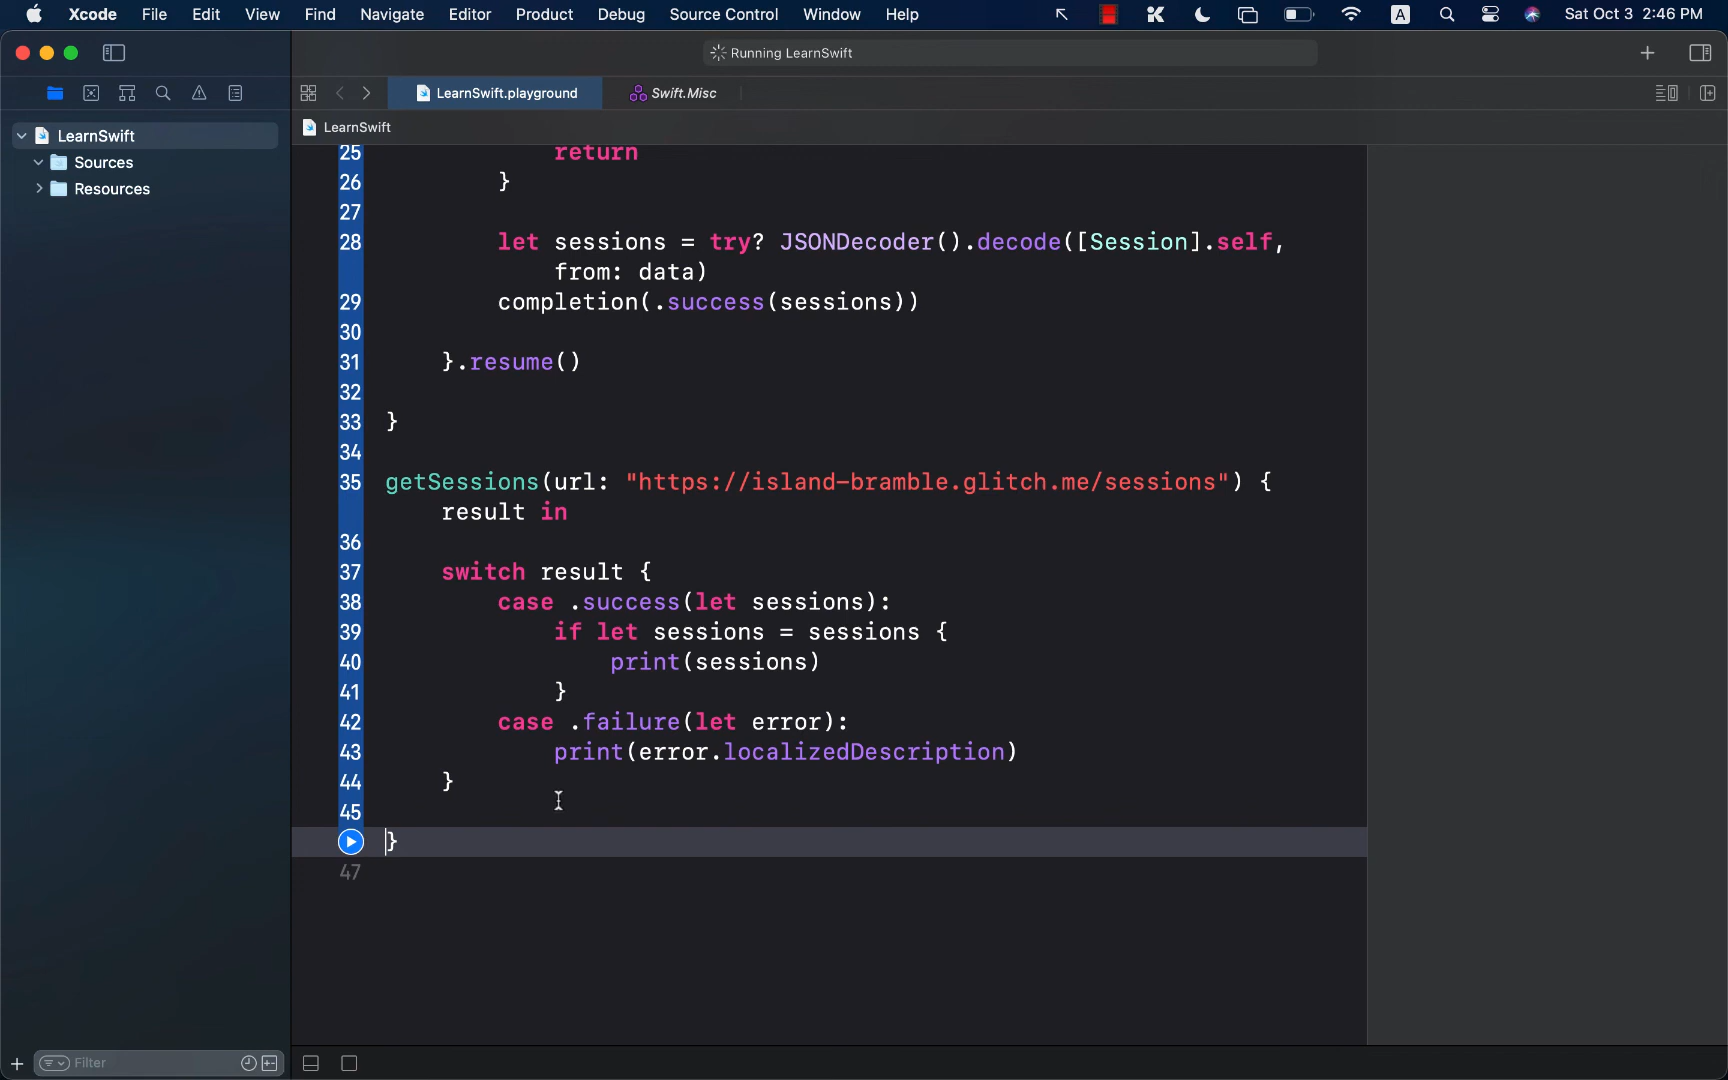 Xcode File Edit View Find Navigate Editor Product Debug Source Control Window Help A Sat Oct 3 2:46 PM
Running LearnSwift
LearnSwift.playground Swift.Misc
LearnSwift
LearnSwift
Sources
Resources
25 return
26 }
27
28 let sessions = try? JSONDecoder().decode([Session].self,
from: data)
29 completion(.success(sessions))
30
31 }.resume()
32
33 }
34
35 getSessions(url: "https://island-bramble.glitch.me/sessions") {
result in
36
37 switch result {
38 case .success(let sessions):
39 if let sessions = sessions {
40 print(sessions)
41 }
42 case .failure(let error):
43 print(error.localizedDescription)
44 }
45
}
47
Filter